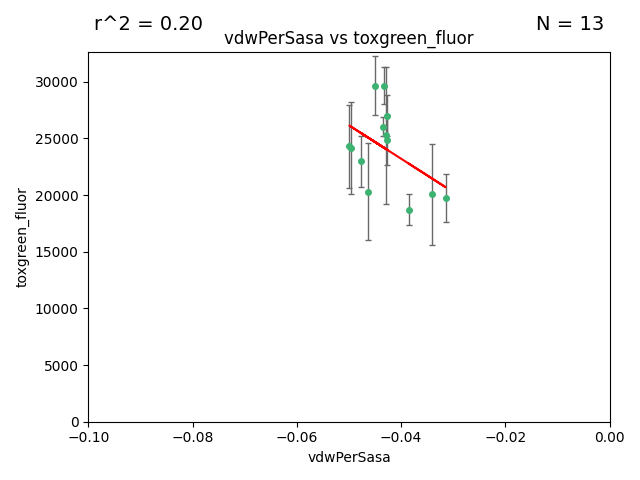 r^2 = 0.20
N = 13
vdwPerSasa vs toxgreen_fluor
30000
25000
20000
15000
10000
5000
0
toxgreen_fluor
−0.10
−0.08
−0.06
−0.04
−0.02
0.00
vdwPerSasa